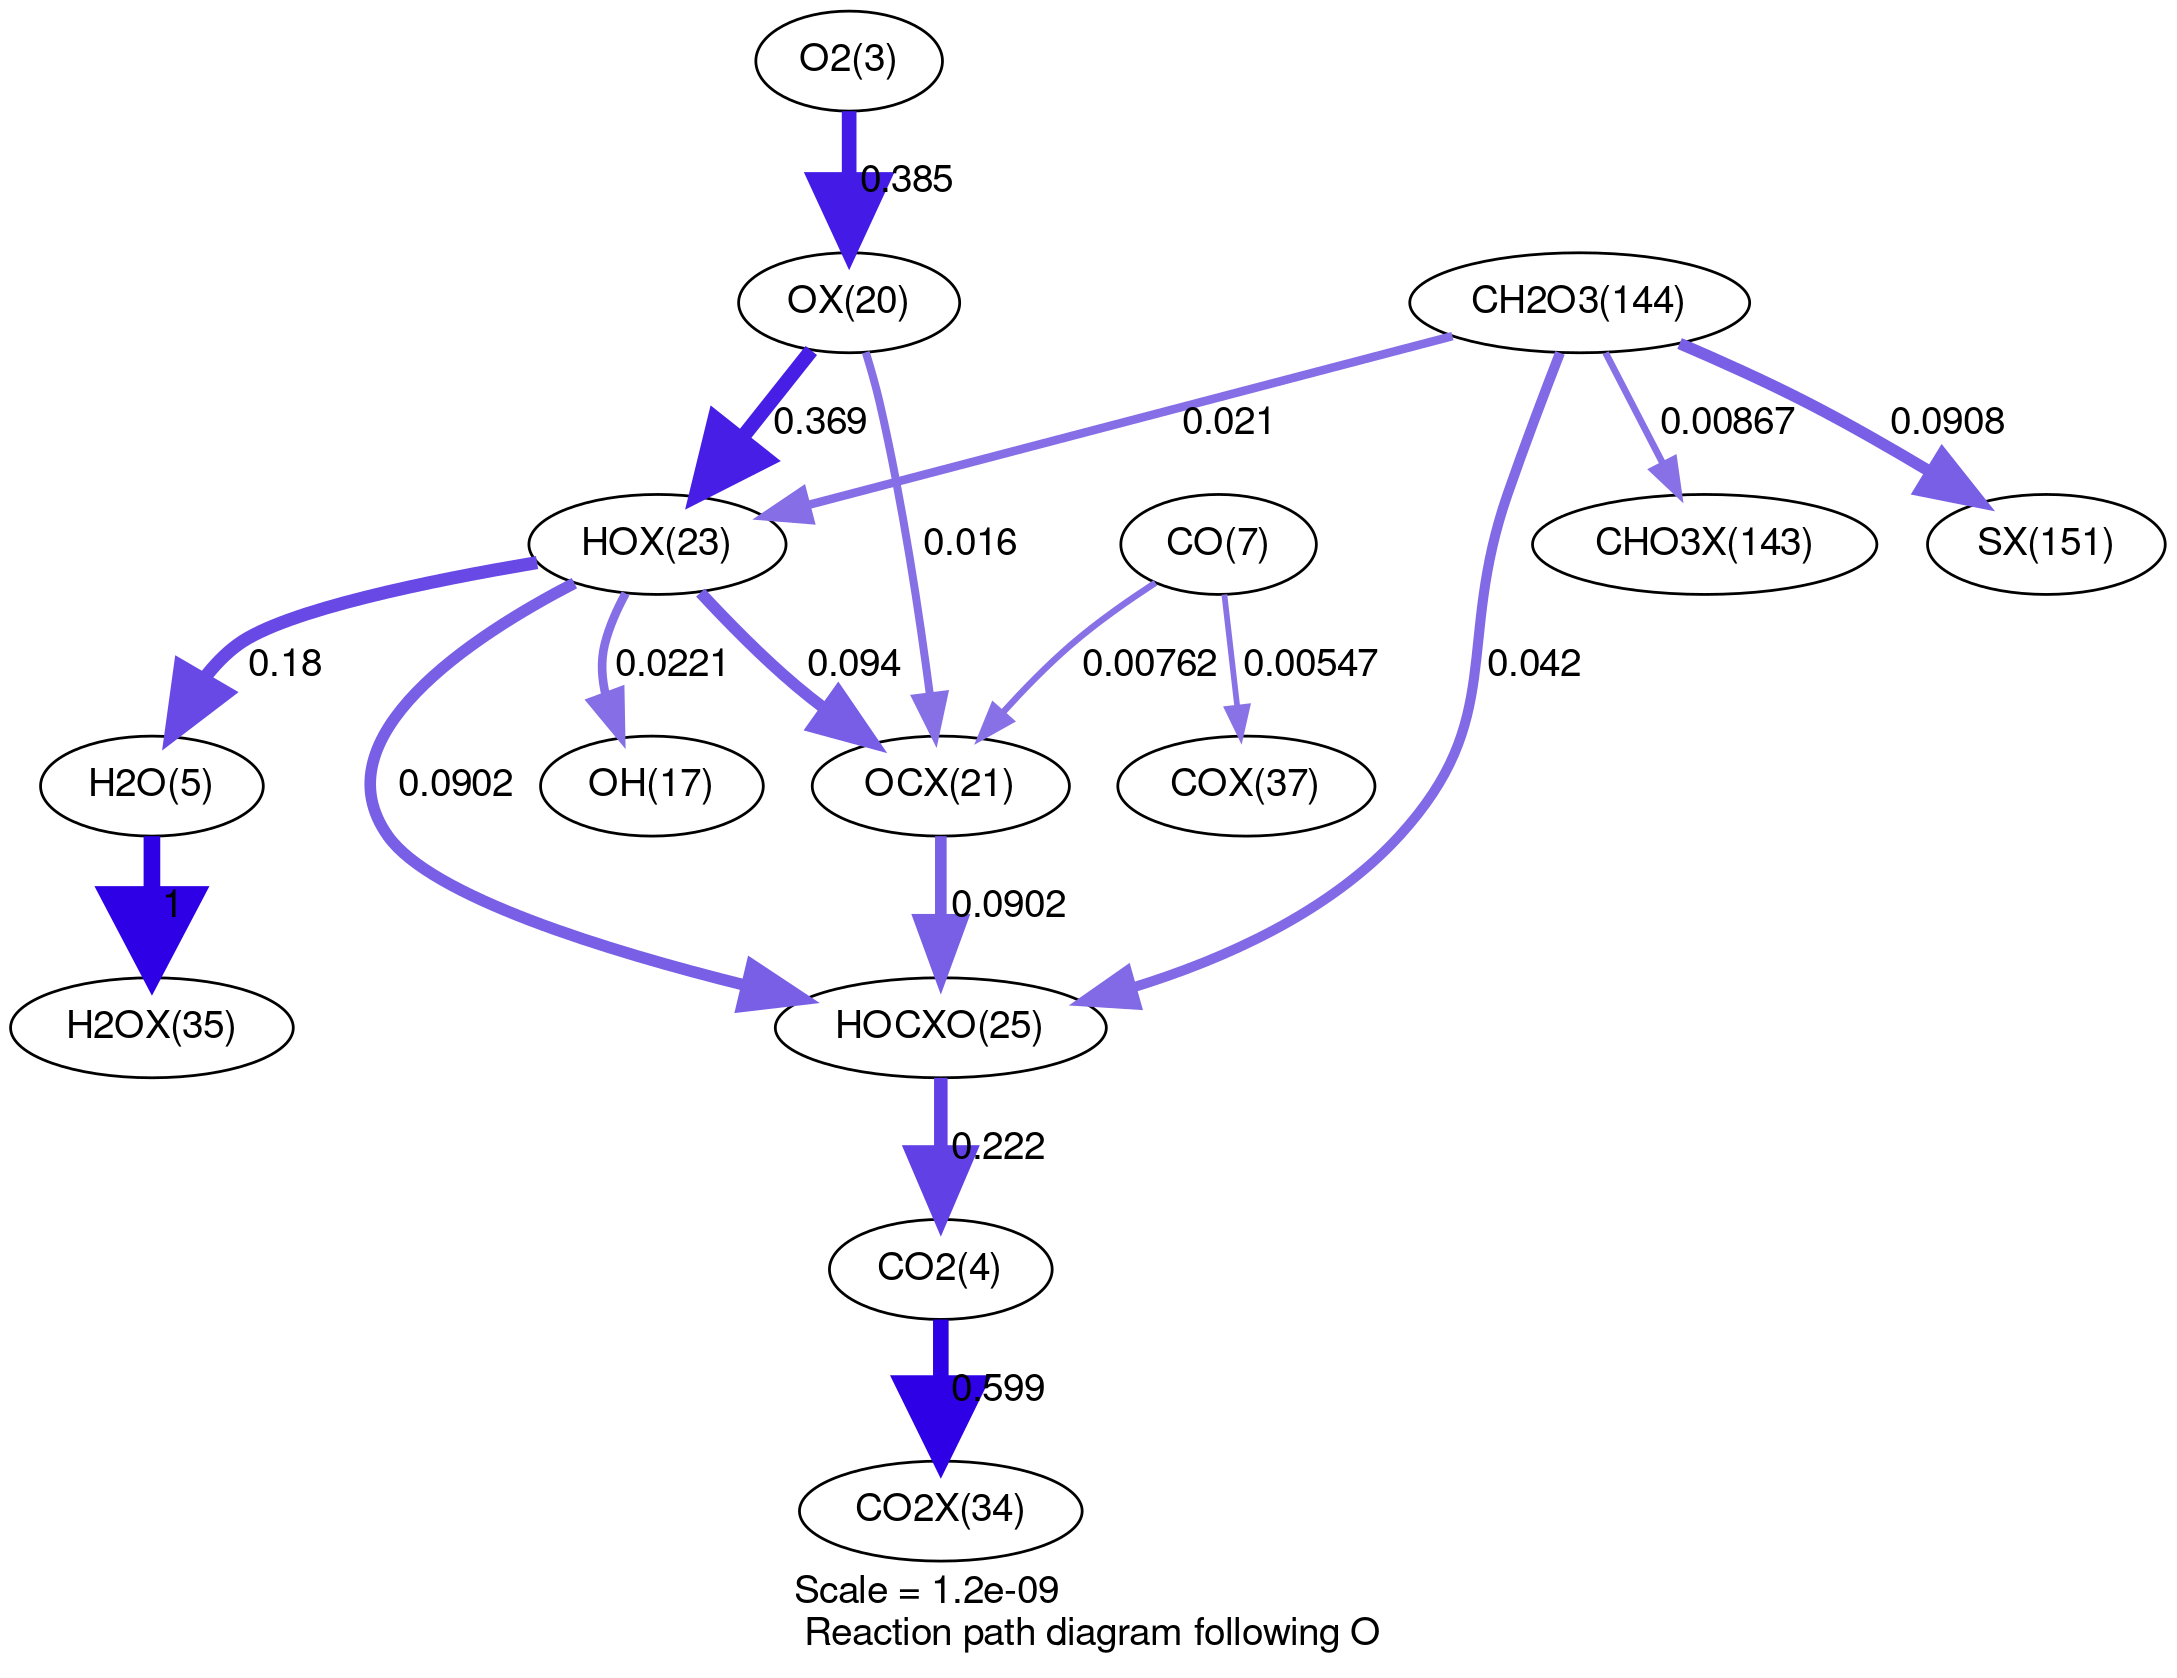 O2(3)
0.385
OX(20)
CH2O3(144)
0.369
0.021
0.00867
0.0908
HOX(23)
0.016
CO(7)
CHO3X(143)
SX(151)
0.18
0.0221
0.094
0.00762
0.00547
0.042
H2O(5)
0.0902
OH(17)
OCX(21)
COX(37)
1
0.0902
H2OX(35)
HOCXO(25)
0.222
CO2(4)
0.599
CO2X(34)
Scale = 1.2e-09
Reaction path diagram following O